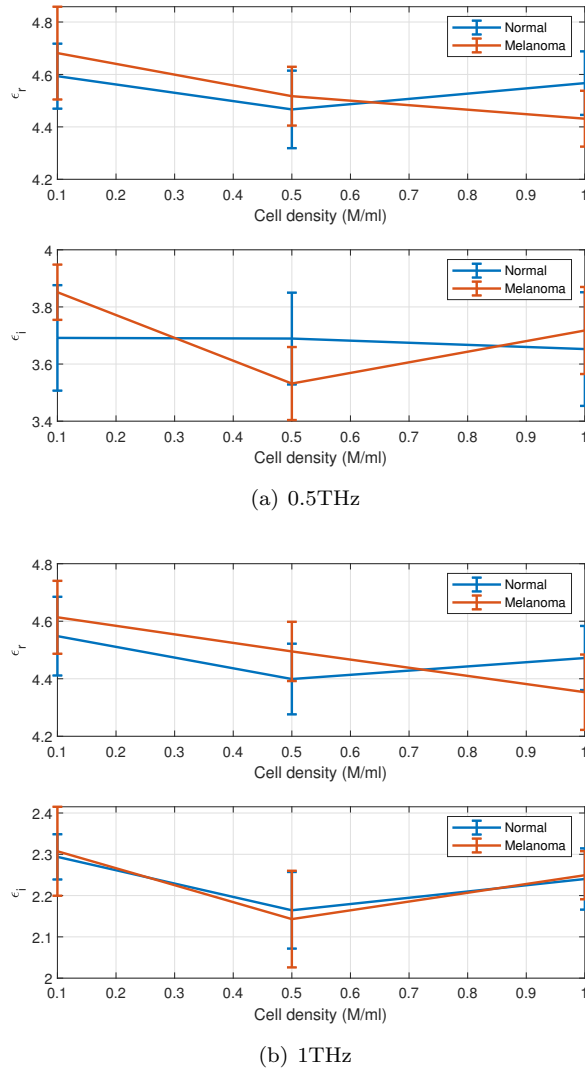 4.8
4.6
4.4
4.2
ϵr
Normal
Melanoma
0.1 0.2 0.3 0.4 0.5 0.6 0.7 0.8 0.9 1
Cell density (M/ml)
4
3.8
3.6
3.4
ϵi
Normal
Melanoma
0.1 0.2 0.3 0.4 0.5 0.6 0.7 0.8 0.9 1
Cell density (M/ml)
(a) 0.5THz
4.8
4.6
4.4
4.2
ϵr
Normal
Melanoma
0.1 0.2 0.3 0.4 0.5 0.6 0.7 0.8 0.9 1
Cell density (M/ml)
2.4
2.3
2.2
2.1
2
ϵi
Normal
Melanoma
0.1 0.2 0.3 0.4 0.5 0.6 0.7 0.8 0.9 1
Cell density (M/ml)
(b) 1THz